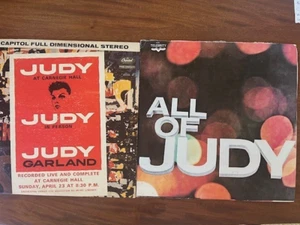 CAPITOL FULL DIMENSIONAL STEREO
JUDY
AT CARNEGIE HALL
JUDY
IN PERSON
JUDY
GARLAND
RECORDED LIVE AND COMPLETE
AT CARNEGIE HALL
SUNDAY, APRIL 23 AT 8:30 P.M.
ALL
OF
JUDY